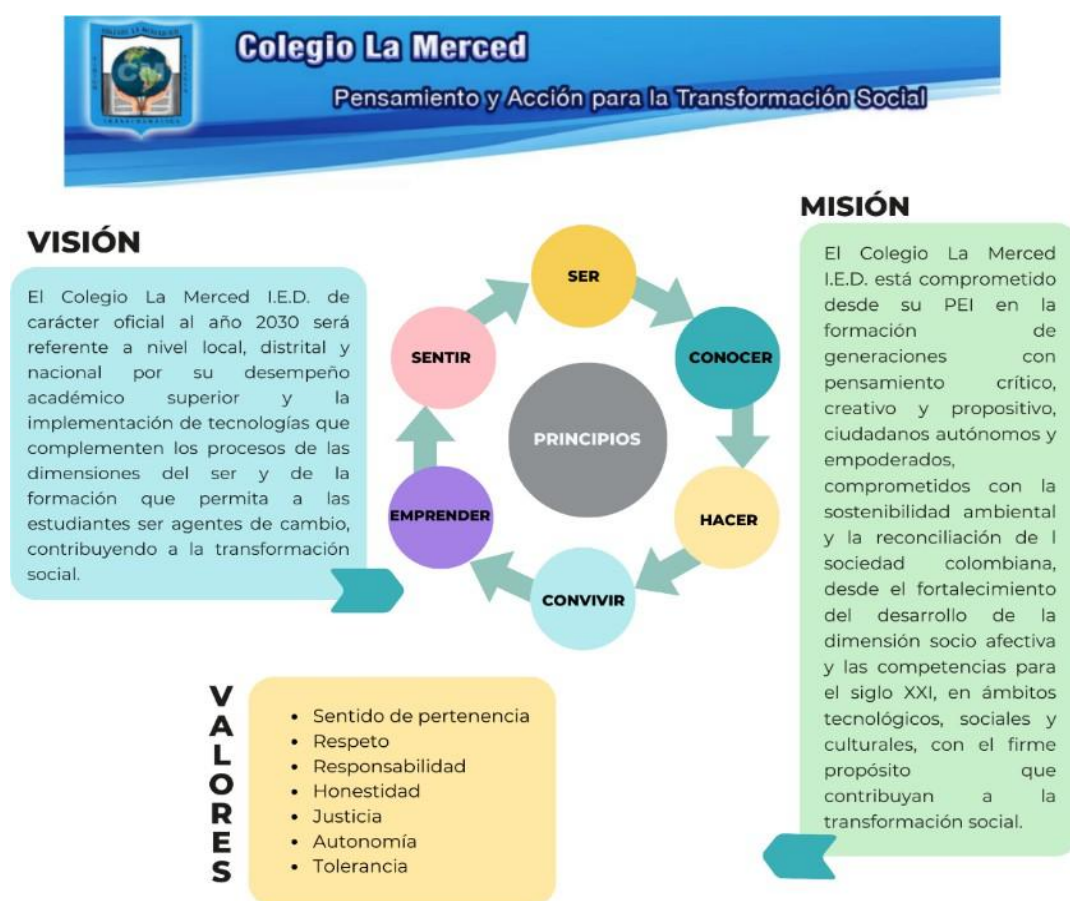 Colegio La Merced
Pensamiento y Acción para la Transformación Social
CM
VISIÓN
El Colegio La Merced I.E.D. de
carácter oficial al año 2030 será
referente a nivel local, distrital y
nacional por su desempeño
académico superior y la
implementación de tecnologías que
complementen los procesos de las
dimensiones del ser y de la
formación que permita a las
estudiantes ser agentes de cambio,
contribuyendo a la transformación
social.
SER
CONOCER
HACER
CONVIVIR
EMPRENDER
SENTIR
PRINCIPIOS
MISIÓN
El Colegio La Merced
I.E.D. está comprometido
desde su PEI en la
formación de
generaciones con
pensamiento crítico,
creativo y propositivo,
ciudadanos autónomos y
empoderados,
comprometidos con la
sostenibilidad ambiental
y la reconciliación de l
sociedad colombiana,
desde el fortalecimiento
del desarrollo de la
dimensión socio afectiva
y las competencias para
el siglo XXI, en ámbitos
tecnológicos, sociales y
culturales, con el firme
propósito que
contribuyan a la
transformación social.
VALORES
• Sentido de pertenencia
• Respeto
• Responsabilidad
• Honestidad
• Justicia
• Autonomía
• Tolerancia